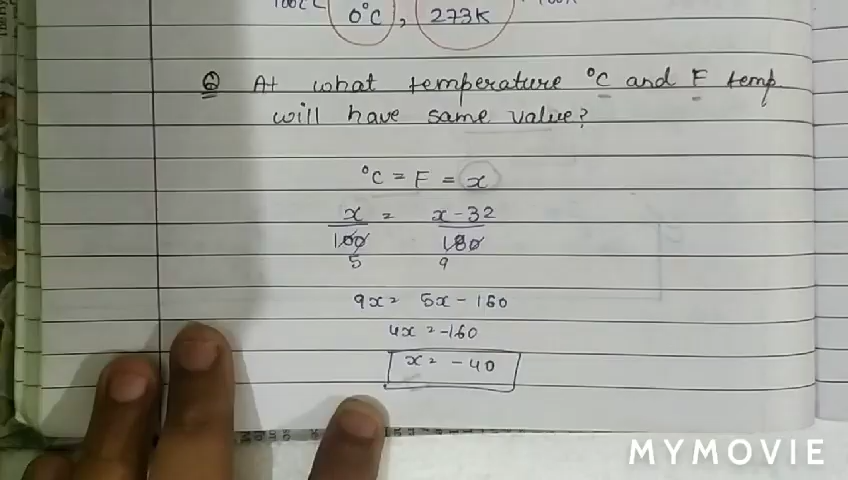 0°C, 273K
Q At what temperature °C and F temp
will have same value?
°C = F = x
x = x - 32
100 180
5 9
9x = 5x - 160
4x = -160
x = -40
MYMOVIE